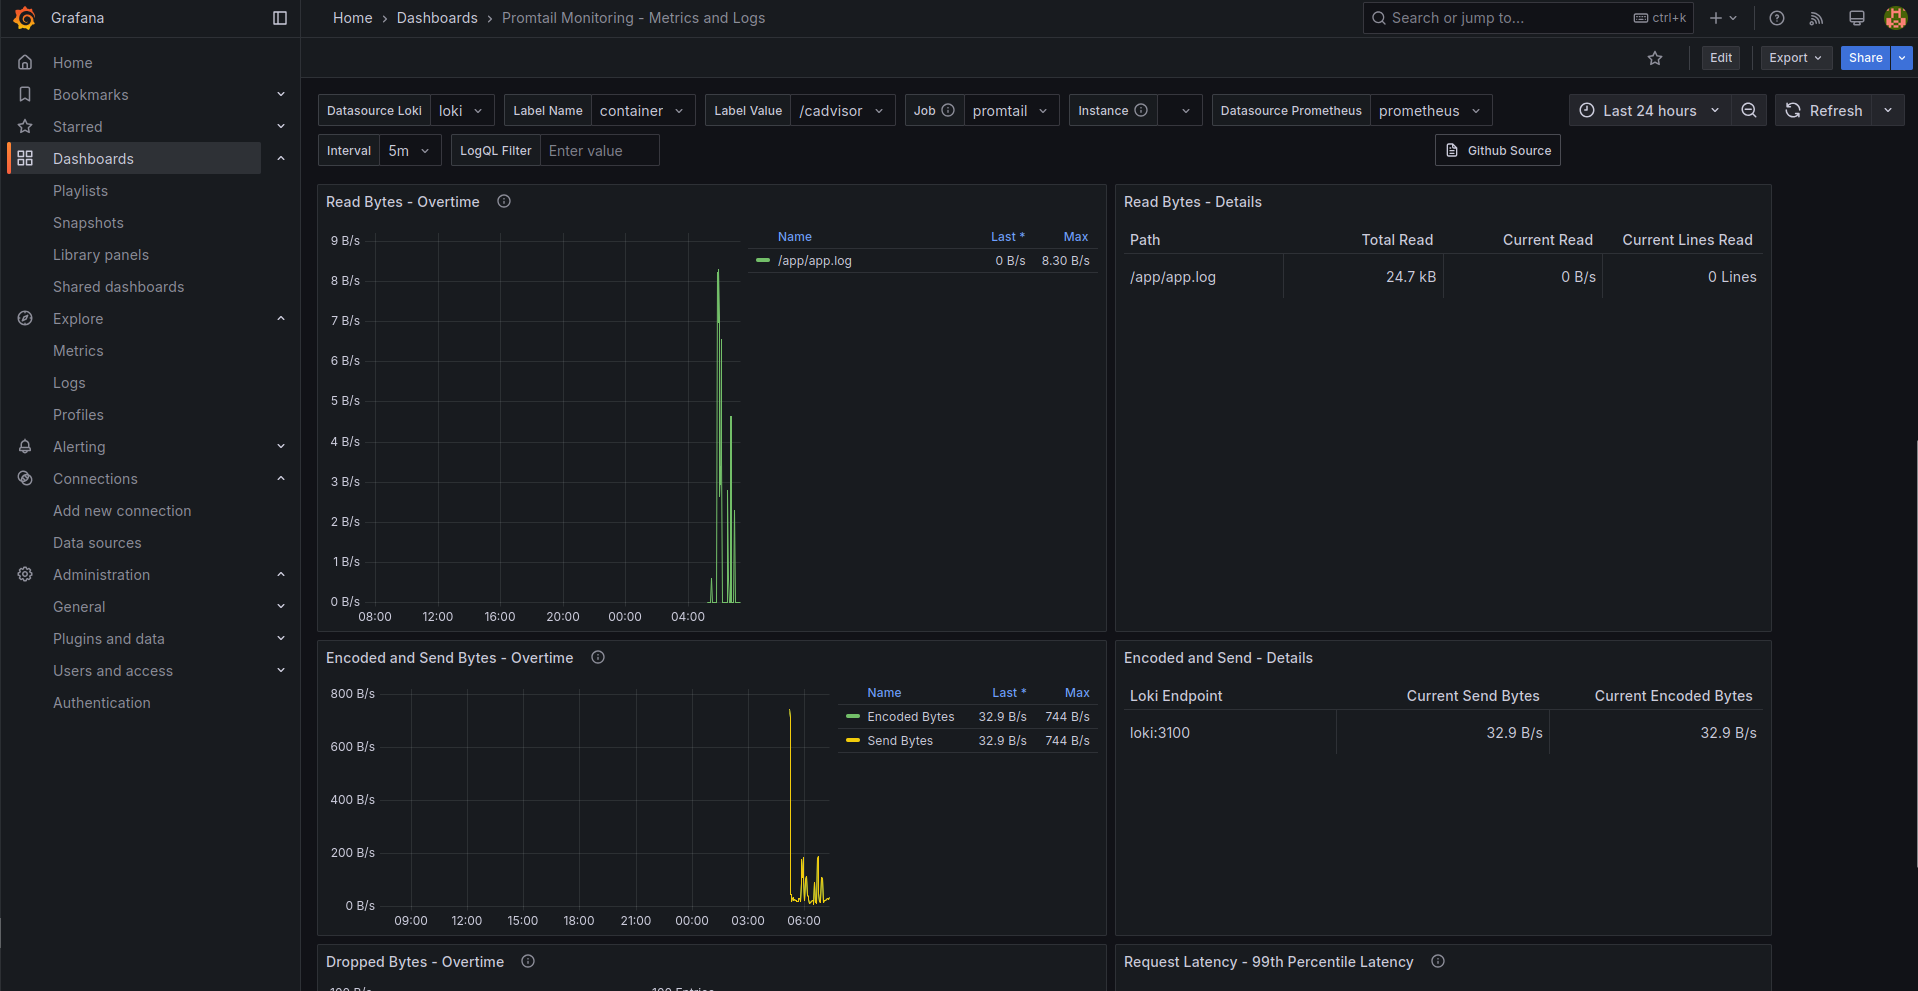 Grafana
Home › Dashboards › Promtail Monitoring - Metrics and Logs
Search or jump to...
ctrl+k
Edit
Export
Share
Home
Bookmarks
Starred
Dashboards
Playlists
Snapshots
Library panels
Shared dashboards
Explore
Metrics
Logs
Profiles
Alerting
Connections
Add new connection
Data sources
Administration
General
Plugins and data
Users and access
Authentication
Datasource Loki loki
Label Name container
Label Value /cadvisor
Job promtail
Instance
Datasource Prometheus prometheus
Last 24 hours
Refresh
Interval 5m
LogQL Filter Enter value
Github Source
Read Bytes - Overtime
9 B/s
8 B/s
7 B/s
6 B/s
5 B/s
4 B/s
3 B/s
2 B/s
1 B/s
0 B/s
08:00 12:00 16:00 20:00 00:00 04:00
Name Last * Max
/app/app.log 0 B/s 8.30 B/s
Read Bytes - Details
Path Total Read Current Read Current Lines Read
/app/app.log 24.7 kB 0 B/s 0 Lines
Encoded and Send Bytes - Overtime
800 B/s
600 B/s
400 B/s
200 B/s
0 B/s
09:00 12:00 15:00 18:00 21:00 00:00 03:00 06:00
Name Last * Max
Encoded Bytes 32.9 B/s 744 B/s
Send Bytes 32.9 B/s 744 B/s
Encoded and Send - Details
Loki Endpoint Current Send Bytes Current Encoded Bytes
loki:3100 32.9 B/s 32.9 B/s
Dropped Bytes - Overtime
100 B/s 100 Entries
Request Latency - 99th Percentile Latency